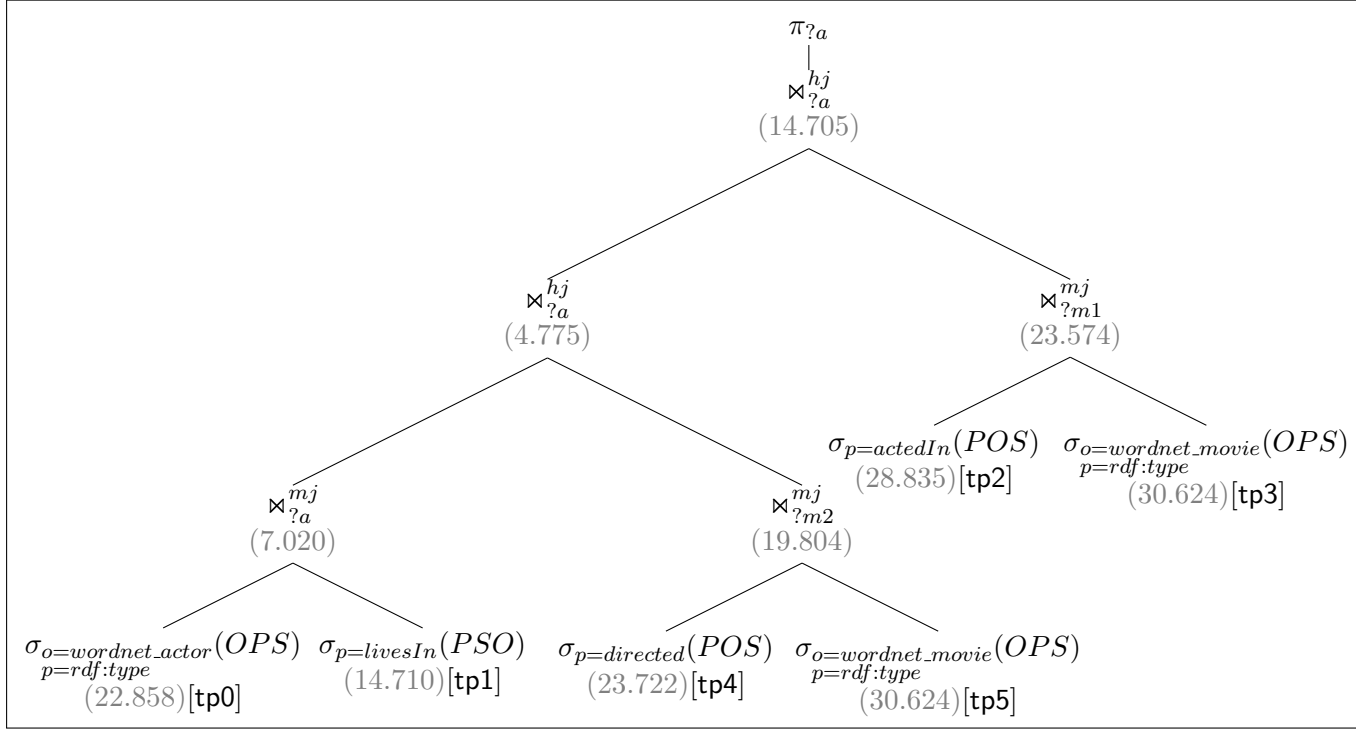 π?a
⋈hj?a
(14.705)
⋈hj?a ⋈mj?m1
(4.775) (23.574)
σp=actedIn(POS) σo=wordnet_movie(OPS)
p=rdf:type
(28.835)[tp2] (30.624)[tp3]
⋈mj?a ⋈mj?m2
(7.020) (19.804)
σo=wordnet_actor(OPS) σp=livesIn(PSO) σp=directed(POS) σo=wordnet_movie(OPS)
p=rdf:type p=rdf:type
(22.858)[tp0] (14.710)[tp1] (23.722)[tp4] (30.624)[tp5]